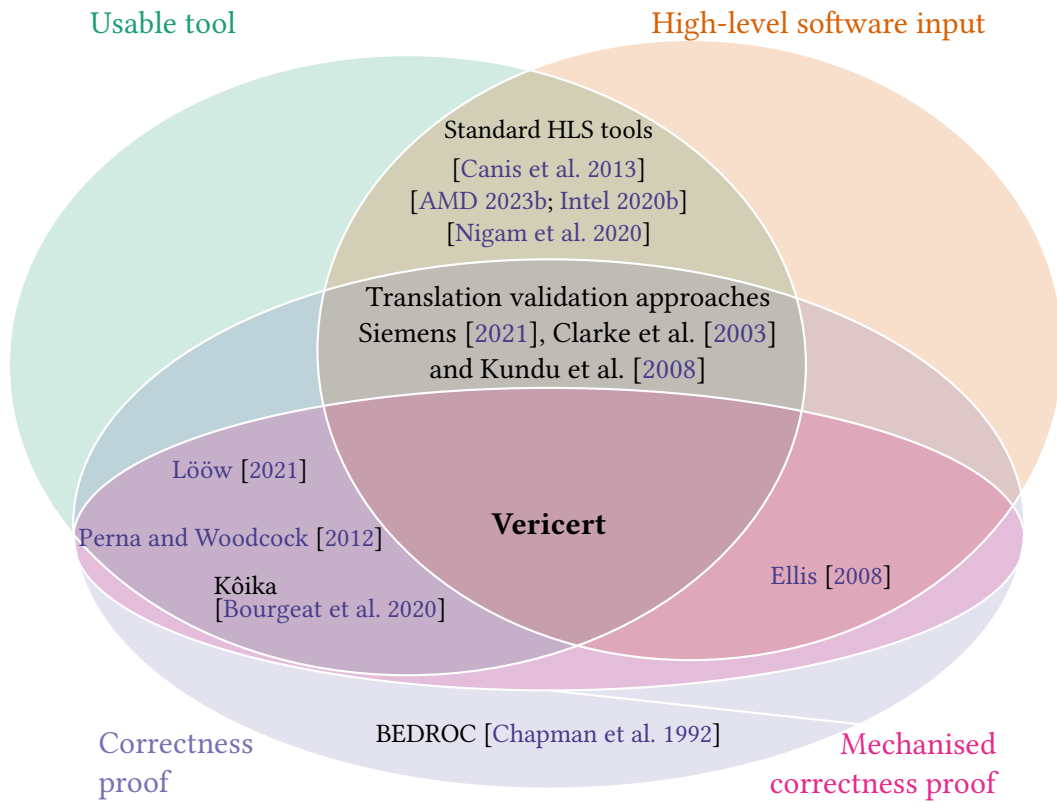 Usable tool
High-level software input
Standard HLS tools
[Canis et al. 2013]
[AMD 2023b; Intel 2020b]
[Nigam et al. 2020]
Translation validation approaches
Siemens [2021], Clarke et al. [2003]
and Kundu et al. [2008]
Lööw [2021]
Vericert
Perna and Woodcock [2012]
Kôika
[Bourgeat et al. 2020]
Ellis [2008]
BEDROC [Chapman et al. 1992]
Correctness
proof
Mechanised
correctness proof